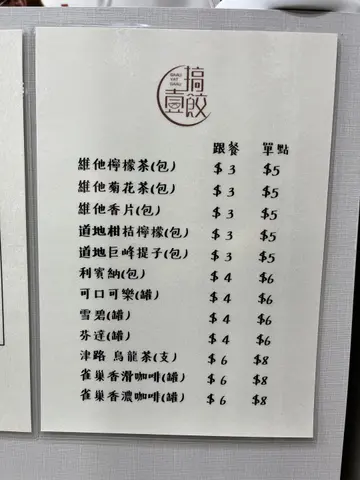 搞壹餃
跟餐 單點
維他檸檬茶(包) $3 $5
維他菊花茶(包) $3 $5
維他香片(包) $3 $5
道地柑桔檸檬(包) $3 $5
道地巨峰提子(包) $3 $5
利賓納(包) $4 $6
可口可樂(罐) $4 $6
雪碧(罐) $4 $6
芬達(罐) $4 $6
津路 烏龍茶(支) $6 $8
雀巢香滑咖啡(罐) $6 $8
雀巢香濃咖啡(罐) $6 $8